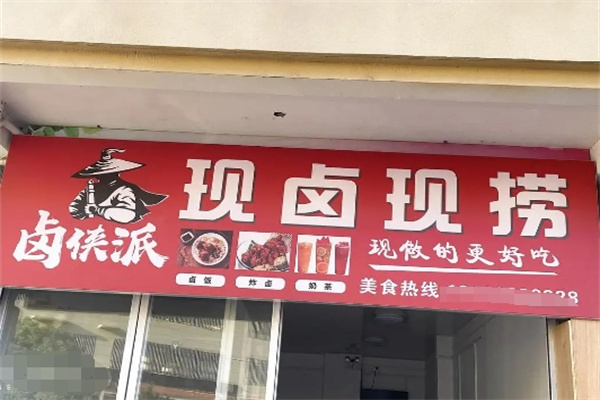 现卤现捞
卤侠派
现做的更好吃
卤饭 炸卤 奶茶
美食热线